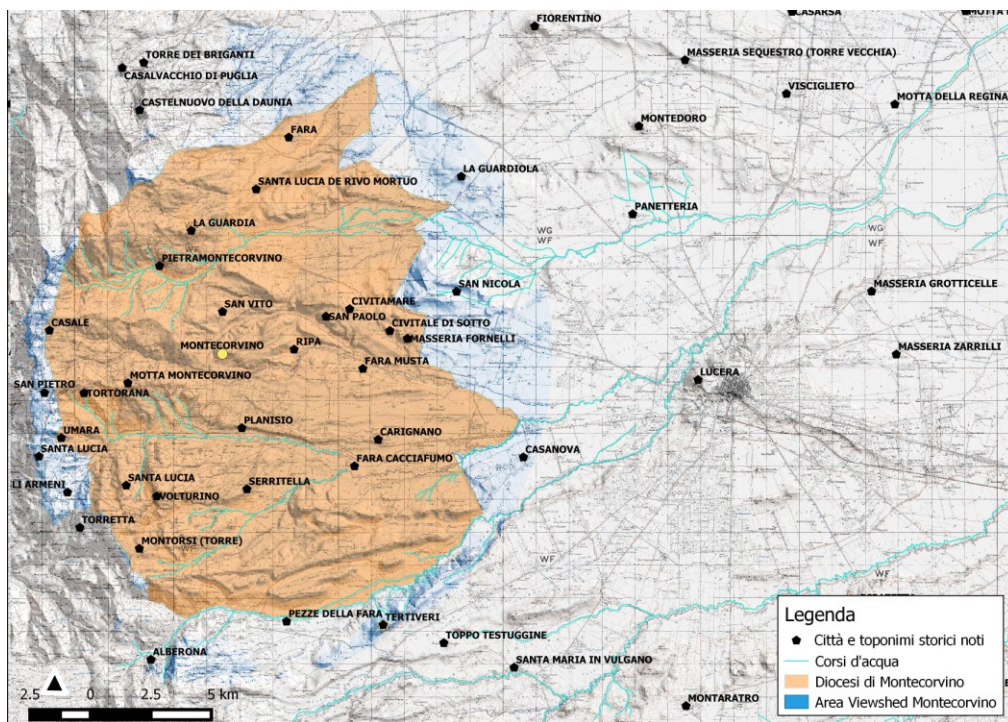 FIORENTINO
CASARSA
TORRE DEI BRIGANTI
CASALVACCHIO DI PUGLIA
MASSERIA SEQUESTRO (TORRE VECCHIA)
VISCIGLIETO
CASTELNUOVO DELLA DAUNIA
MOTTA DELLA REGINA
FARA
MONTEDORO
LA GUARDIOLA
SANTA LUCIA DE RIVO MORTUO
PANETTERIA
LA GUARDIA
WG
WF
WG
WF
PIETRAMONTECORVINO
SAN NICOLA
MASSERIA GROTTICELLE
SAN VITO
CIVITAMARE
SAN PAOLO
CASALE
CIVITALE DI SOTTO
MASSERIA FORNELLI
MONTECORVINO
RIPA
MASSERIA ZARRILLI
FARA MUSTA
LUCERA
MOTTA MONTECORVINO
SAN PIETRO
TORTORANA
PLANISIO
UMARA
CARIGNANO
SANTA LUCIA
CASANOVA
FARA CACCIAFUMO
SANTA LUCIA
SERRITELLA
LI ARMENI
VOLTURINO
TORRETTA
MONTORSI (TORRE)
WF
WF
PEZZE DELLA FARA
TERTIVERI
TOPPO TESTUGGINE
ALBERONA
SANTA MARIA IN VULGANO
MONTARATRO
2.5 0 2.5 5 km
Legenda
Città e toponimi storici noti
Corsi d'acqua
Diocesi di Montecorvino
Area Viewshed Montecorvino